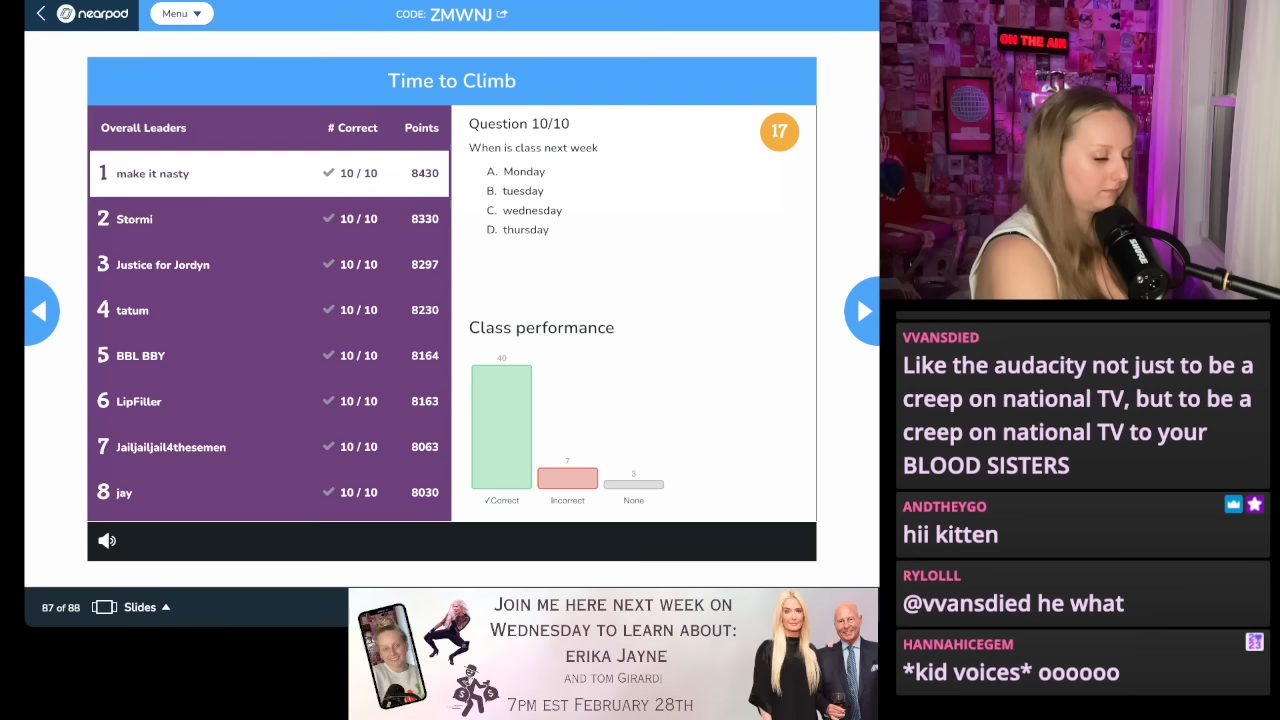 nearpod
Menu
CODE: ZMWNJ
Time to Climb
Overall Leaders # Correct Points
1 make it nasty 10 / 10 8430
2 Stormi 10 / 10 8330
3 Justice for Jordyn 10 / 10 8297
4 tatum 10 / 10 8230
5 BBL BBY 10 / 10 8164
6 LipFiller 10 / 10 8163
7 Jailjailjail4thesemen 10 / 10 8063
8 jay 10 / 10 8030
Question 10/10
17
When is class next week
A. Monday
B. tuesday
C. wednesday
D. thursday
Class performance
40
7
3
✓Correct Incorrect None
87 of 88 Slides
JOIN ME HERE NEXT WEEK ON
WEDNESDAY TO LEARN ABOUT:
ERIKA JAYNE
AND TOM GIRARDI
7PM EST FEBRUARY 28TH
ON THE AIR
SHURE
VVANSDIED
Like the audacity not just to be a
creep on national TV, but to be a
creep on national TV to your
BLOOD SISTERS
ANDTHEYGO
hii kitten
RYLOLLL
@vvansdied he what
HANNAHICEGEM
*kid voices* oooooo